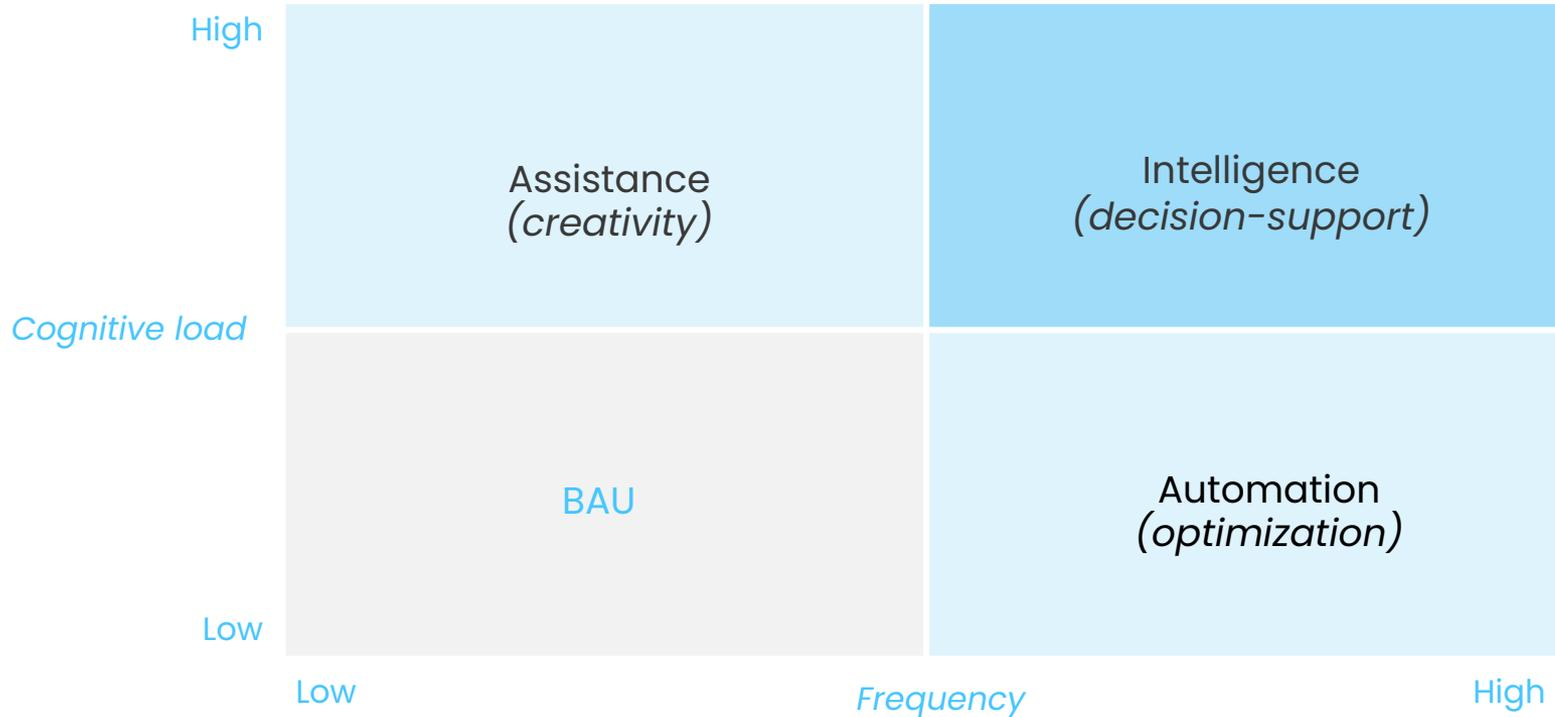 High
Assistance
(creativity)
Intelligence
(decision-support)
Cognitive load
BAU
Automation
(optimization)
Low
Low
Frequency
High